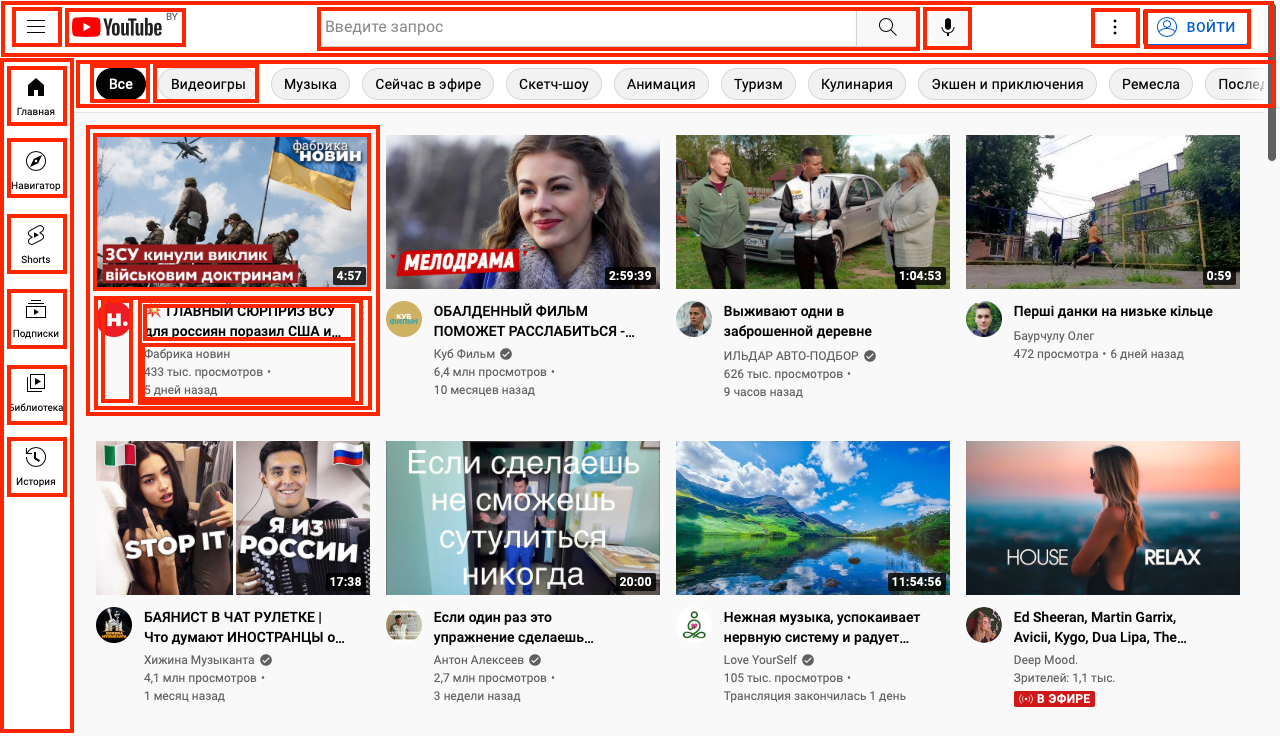 YouTube BY
Введите запрос
ВОЙТИ
Все
Видеоигры
Музыка
Сейчас в эфире
Скетч-шоу
Анимация
Туризм
Кулинария
Экшен и приключения
Ремесла
Послед
Главная
Навигатор
Shorts
Подписки
Библиотека
История
фабрика
НОВИН
ЗСУ КИНУЛИ ВИКЛИК
ВІЙСЬКОВИМ ДОКТРИНАМ
4:57
H.
ГЛАВНЫЙ СЮРПРИЗ ВСУ
для россиян поразил США и…
Фабрика новин
433 тыс. просмотров •
5 дней назад
МЕЛОДРАМА
2:59:39
КУБ
ФИЛЬМ
ОБАЛДЕННЫЙ ФИЛЬМ
ПОМОЖЕТ РАССЛАБИТЬСЯ -…
Куб Фильм
6,4 млн просмотров •
10 месяцев назад
1:04:53
Выживают одни в
заброшенной деревне
ИЛЬДАР АВТО-ПОДБОР
626 тыс. просмотров •
9 часов назад
0:59
Перші данки на низьке кільце
Баурчулу Олег
472 просмотра • 6 дней назад
STOP IT
Я ИЗ
РОССИИ
17:38
БАЯНИСТ В ЧАТ РУЛЕТКЕ |
Что думают ИНОСТРАНЦЫ о…
Хижина Музыканта
4,1 млн просмотров •
1 месяц назад
Если сделаешь
не сможешь
сутулиться
никогда
20:00
Если один раз это
упражнение сделаешь…
Антон Алексеев
2,7 млн просмотров •
3 недели назад
11:54:56
Нежная музыка, успокаивает
нервную систему и радует…
Love YourSelf
105 тыс. просмотров •
Трансляция закончилась 1 день
HOUSE RELAX
Ed Sheeran, Martin Garrix,
Avicii, Kygo, Dua Lipa, The…
Deep Mood.
Зрителей: 1,1 тыс.
В ЭФИРЕ